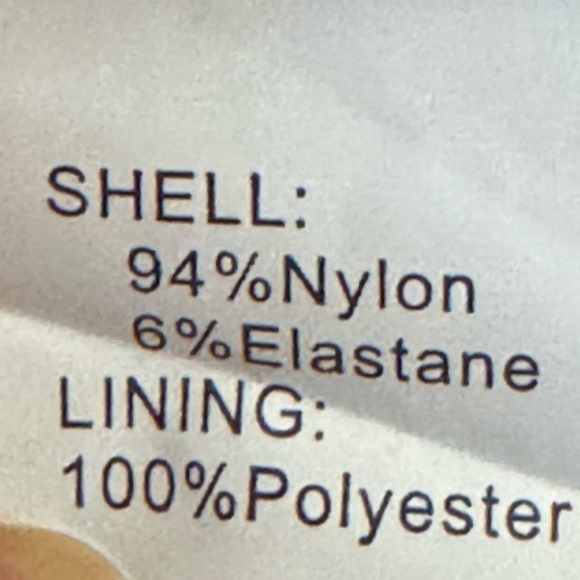 SHELL:
94%Nylon
6%Elastane
LINING:
100%Polyester